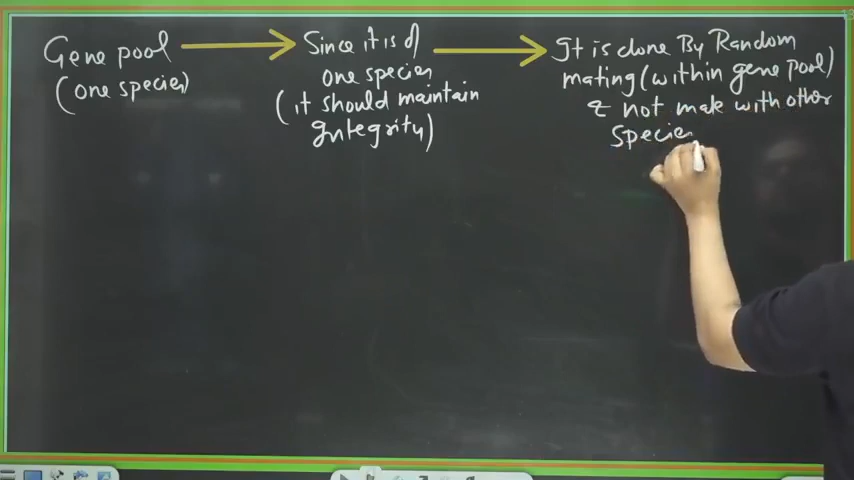 Gene pool
(one species)
Since it is of
one species
(it should maintain
Integrity)
It is done By Random
mating (within gene pool)
& not mate with other
Specie